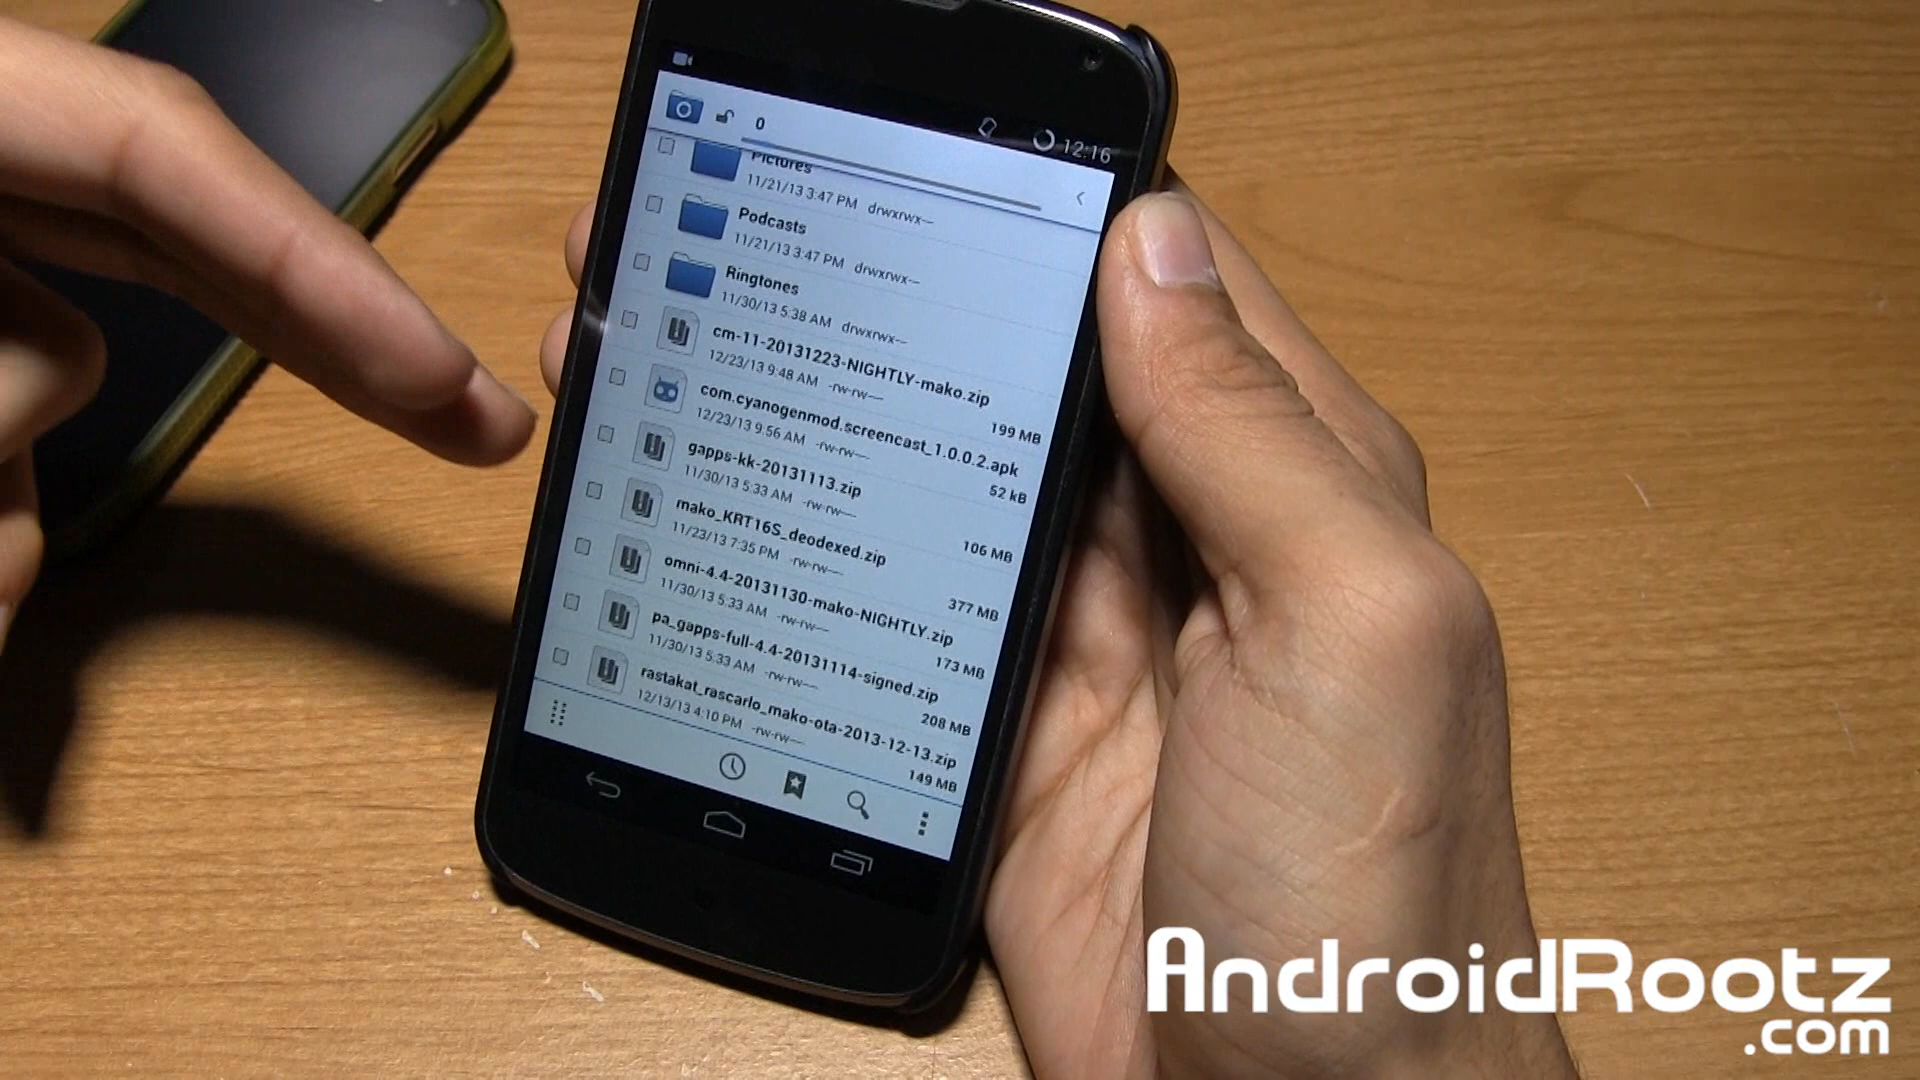 12:16
0
Pictures
11/21/13 3:47 PM drwxrwx---
Podcasts
11/21/13 3:47 PM drwxrwx---
Ringtones
11/30/13 5:38 AM drwxrwx---
cm-11-20131223-NIGHTLY-mako.zip
12/23/13 9:48 AM -rw-rw---- 199 MB
com.cyanogenmod.screencast_1.0.0.2.apk
12/23/13 9:56 AM -rw-rw---- 52 kB
gapps-kk-20131113.zip
11/30/13 5:33 AM -rw-rw---- 106 MB
mako_KRT16S_deodexed.zip
11/23/13 7:35 PM -rw-rw---- 377 MB
omni-4.4-20131130-mako-NIGHTLY.zip
11/30/13 5:33 AM -rw-rw---- 173 MB
pa_gapps-full-4.4-20131114-signed.zip
11/30/13 5:33 AM -rw-rw---- 208 MB
rastakat_rascarlo_mako-ota-2013-12-13.zip
12/13/13 4:10 PM -rw-rw---- 149 MB
AndroidRootz
.com